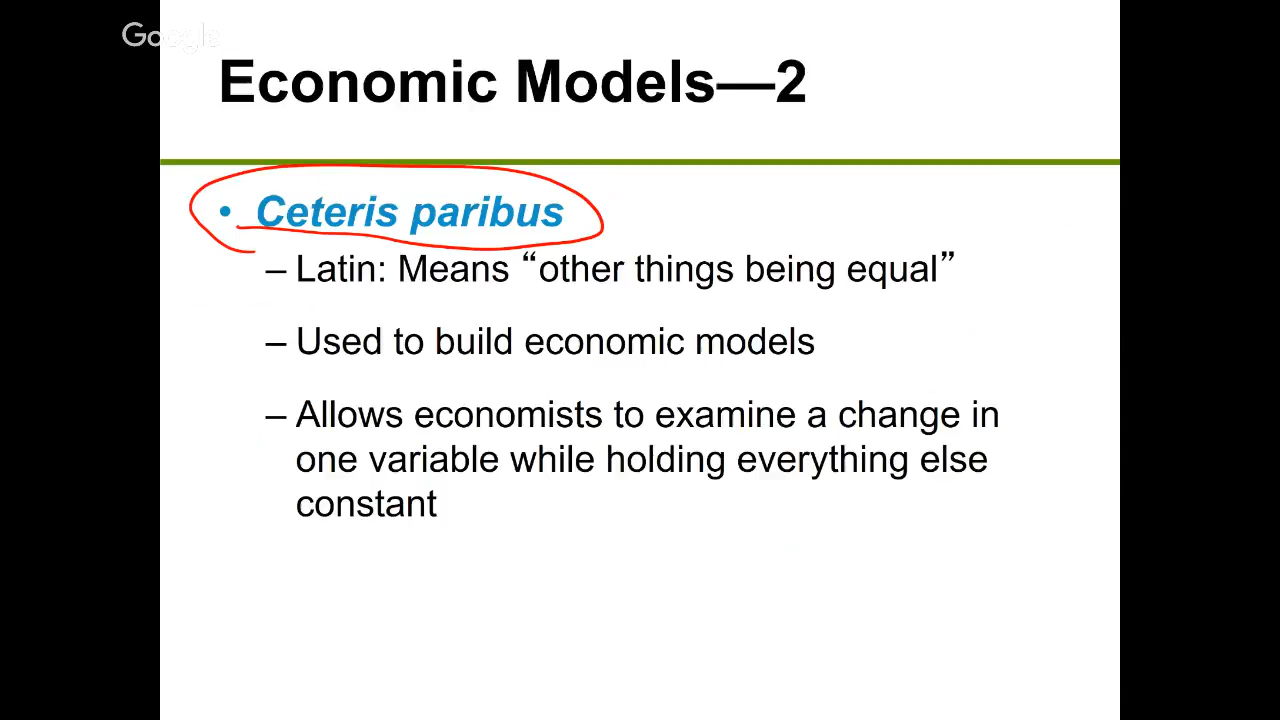 Google
Economic Models—2
• Ceteris paribus
– Latin: Means “other things being equal”
– Used to build economic models
– Allows economists to examine a change in
one variable while holding everything else
constant